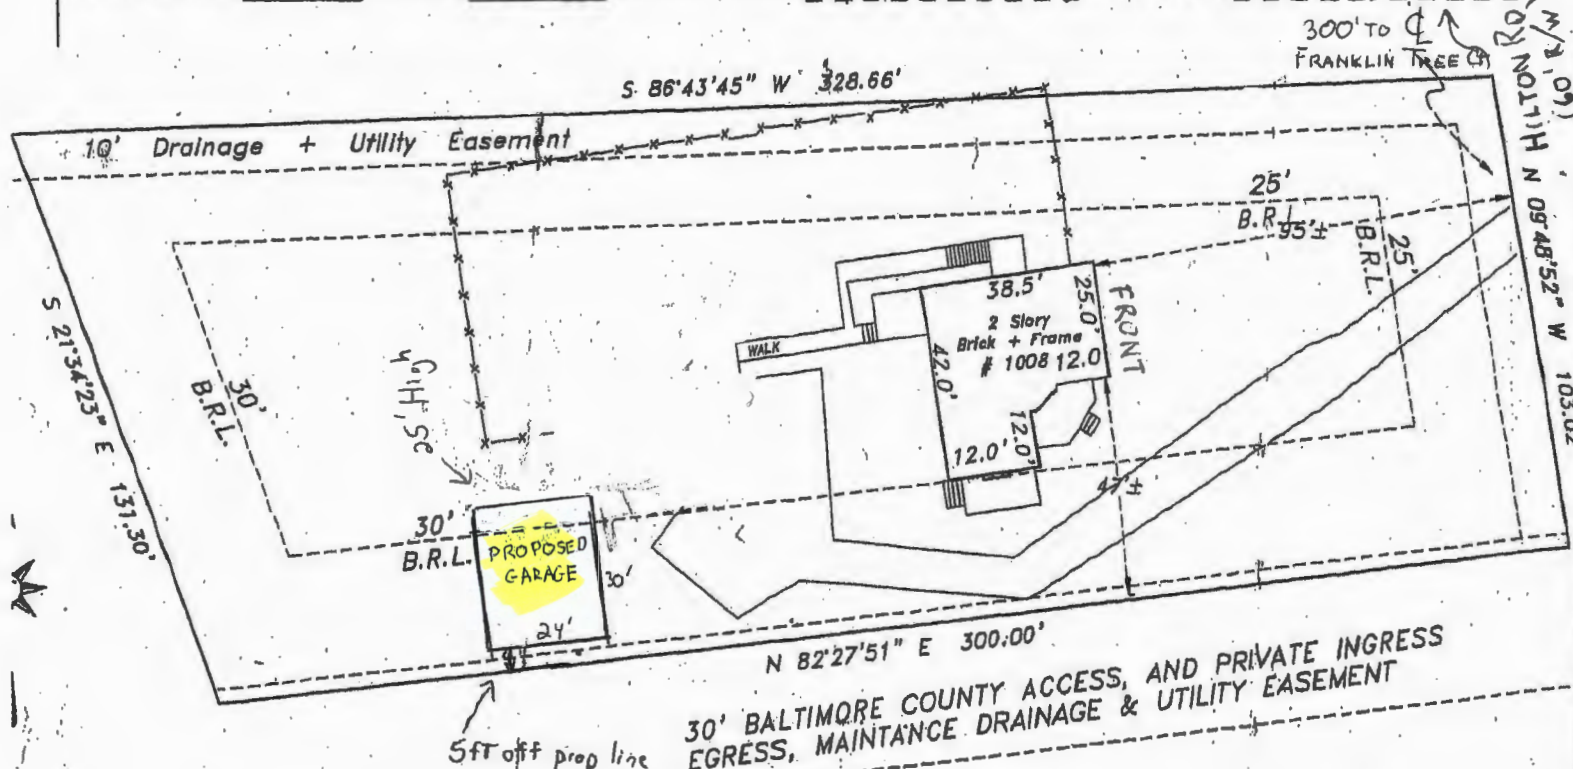 300' TO ℄
FRANKLIN TREE
HILTON RD
S 86°43'45" W 328.66'
10' Drainage + Utility Easement
25'
B.R.L.
95'±
25'
B.R.L.
N 09°48'52" W 103.02
38.5'
25.0'
FRONT
2 Story
Brick + Frame
# 1008
12.0
WALK
42.0'
12.0'
12.0'
47'±
S 21°34'23" E 131.30'
30'
B.R.L.
30'
B.R.L.
PROPOSED
GARAGE
30'
24'
5ft off prop line
N 82°27'51" E 300.00'
30' BALTIMORE COUNTY ACCESS, AND PRIVATE INGRESS
EGRESS, MAINTANCE DRAINAGE & UTILITY EASEMENT